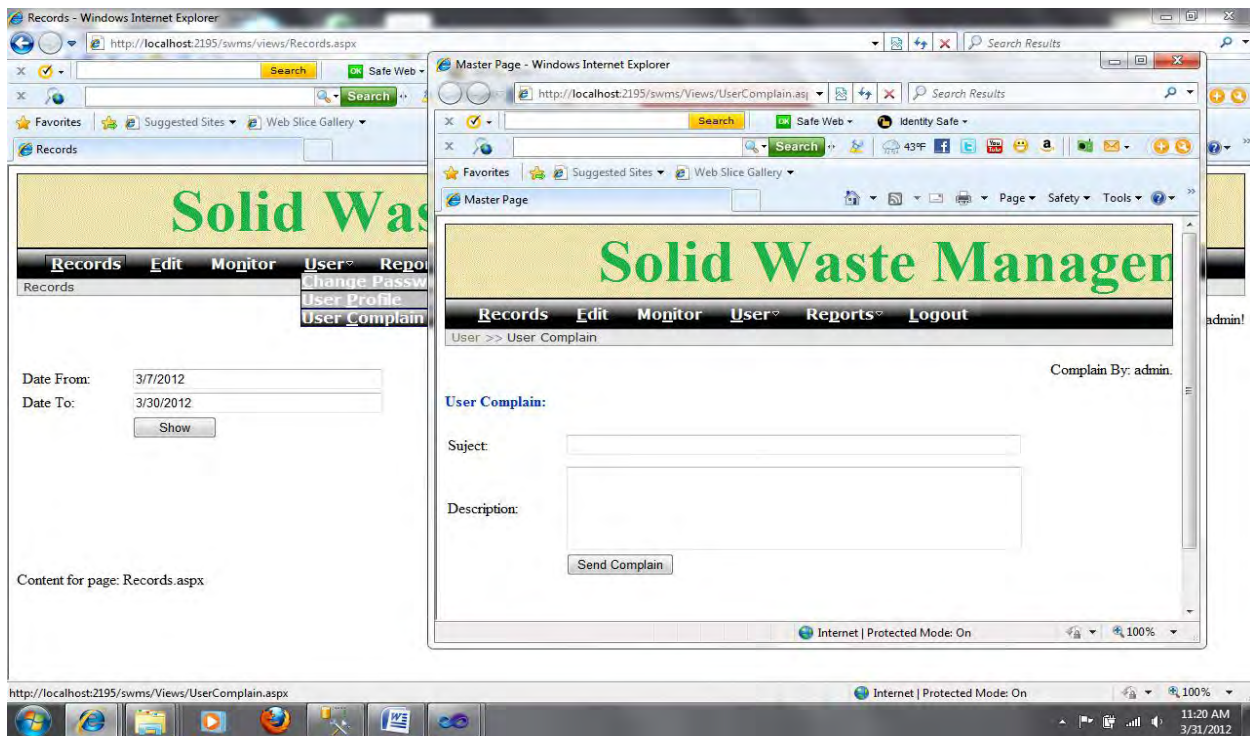 Records - Windows Internet Explorer
http://localhost:2195/swms/views/Records.aspx
Search Results
Search
OK Safe Web
Search
Favorites Suggested Sites Web Slice Gallery
Records
Solid Was
Records Edit Monitor User Repo
Records
Change Passw
User Profile
User Complain
admin!
Date From: 3/7/2012
Date To: 3/30/2012
Show
Content for page: Records.aspx
Master Page - Windows Internet Explorer
http://localhost:2195/swms/Views/UserComplain.as
Search Results
Search OK Safe Web Identity Safe
Search 43°F a
Favorites Suggested Sites Web Slice Gallery
Master Page Page Safety Tools
Solid Waste Managem
Records Edit Monitor User Reports Logout
User >> User Complain
Complain By: admin.
User Complain:
Suject:
Description:
Send Complain
Internet | Protected Mode: On 100%
http://localhost:2195/swms/Views/UserComplain.aspx Internet | Protected Mode: On 100%
11:20 AM
3/31/2012